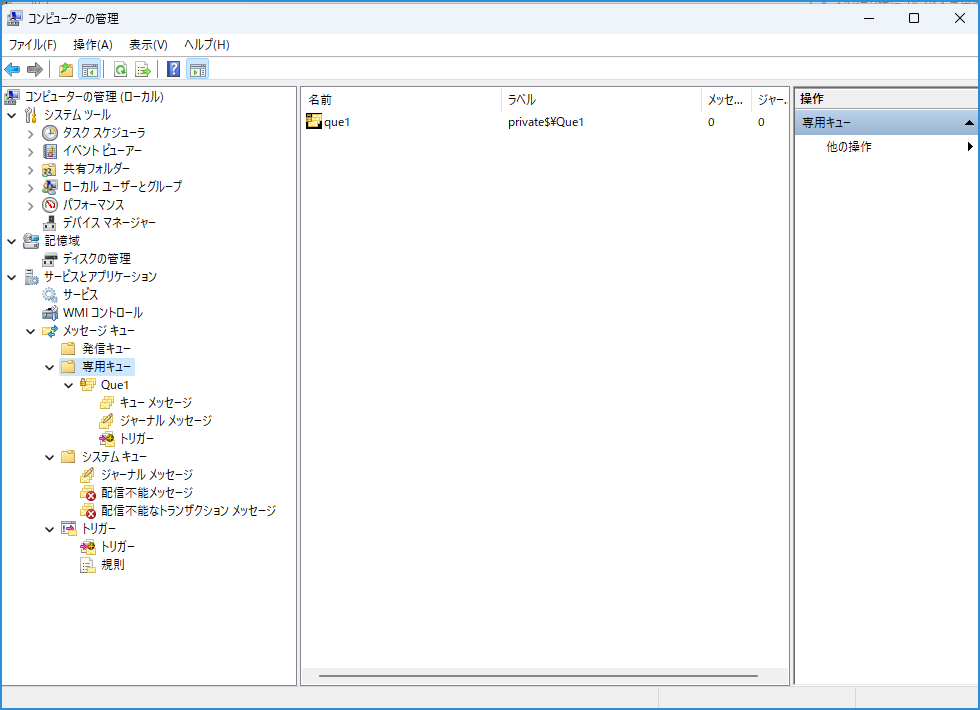 コンピューターの管理
ファイル(F) 操作(A) 表示(V) ヘルプ(H)
コンピューターの管理 (ローカル)
システム ツール
タスク スケジューラ
イベント ビューアー
共有フォルダー
ローカル ユーザーとグループ
パフォーマンス
デバイス マネージャー
記憶域
ディスクの管理
サービスとアプリケーション
サービス
WMI コントロール
メッセージ キュー
発信キュー
専用キュー
Que1
キュー メッセージ
ジャーナル メッセージ
トリガー
システム キュー
ジャーナル メッセージ
配信不能メッセージ
配信不能なトランザクション メッセージ
トリガー
トリガー
規則
名前 ラベル メッセ... ジャー...
que1 private$¥Que1 0 0
操作
専用キュー
他の操作